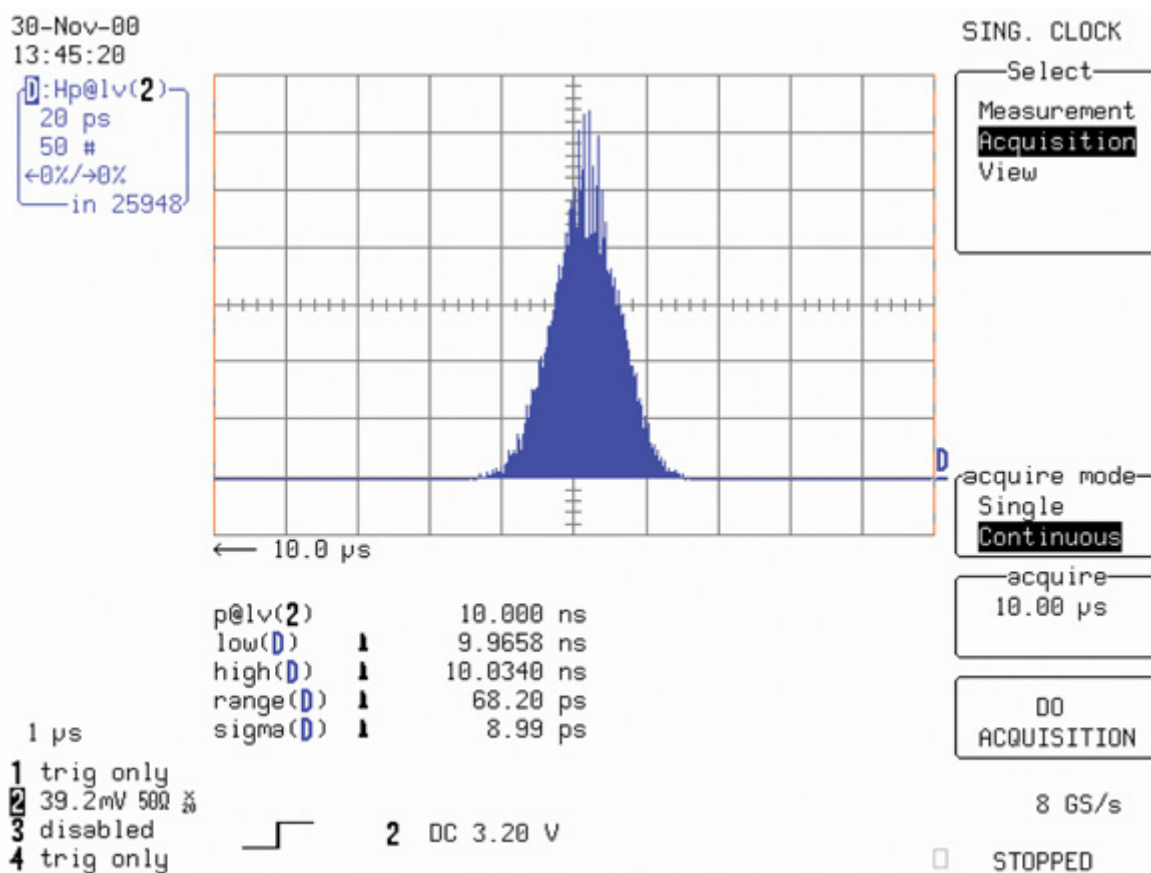 30-Nov-00
13:45:20
D:Hp@lv(2)
20 ps
50 #
←0%/→0%
in 25948
SING. CLOCK
Select
Measurement
Acquisition
View
D
acquire mode
Single
Continuous
← 10.0 µs
acquire
10.00 µs
p@lv(2) 10.000 ns
low(D) 9.9658 ns
high(D) 10.0340 ns
range(D) 68.20 ps
sigma(D) 8.99 ps
DO
ACQUISITION
1 µs
1 trig only
2 39.2mV 50Ω X20
3 disabled
4 trig only
2 DC 3.20 V
8 GS/s
STOPPED